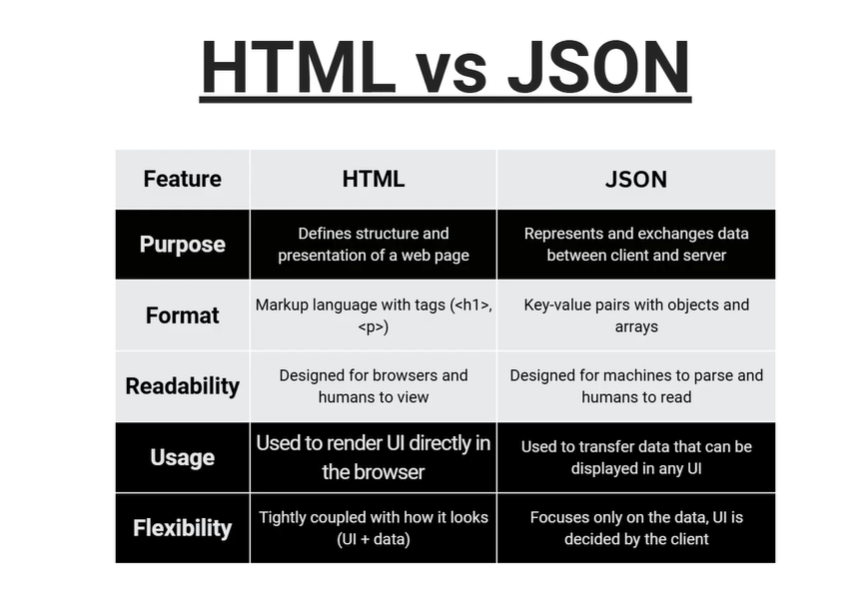 HTML vs JSON
Feature
HTML
JSON
Purpose
Defines structure and
presentation of a web page
Represents and exchanges data
between client and server
Format
Markup language with tags (<h1>,
<p>)
Key-value pairs with objects and
arrays
Readability
Designed for browsers and
humans to view
Designed for machines to parse and
humans to read
Usage
Used to render UI directly in
the browser
Used to transfer data that can be
displayed in any UI
Flexibility
Tightly coupled with how it looks
(UI + data)
Focuses only on the data, UI is
decided by the client